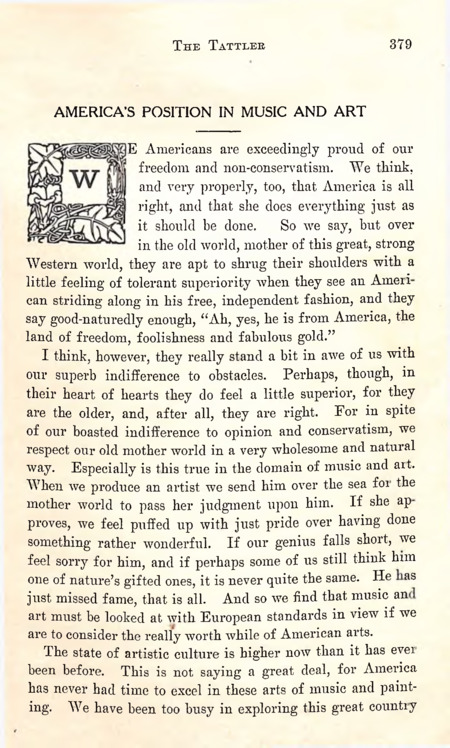 The Tattler 379
AMERICA'S POSITION IN MUSIC AND ART
WE Americans are exceedingly proud of our
freedom and non-conservatism. We think,
and very properly, too, that America is all
right, and that she does everything just as
it should be done. So we say, but over
in the old world, mother of this great, strong
Western world, they are apt to shrug their shoulders with a
little feeling of tolerant superiority when they see an Ameri-
can striding along in his free, independent fashion, and they
say good-naturedly enough, “Ah, yes, he is from America, the
land of freedom, foolishness and fabulous gold.”
I think, however, they really stand a bit in awe of us with
our superb indifference to obstacles. Perhaps, though, in
their heart of hearts they do feel a little superior, for they
are the older, and, after all, they are right. For in spite
of our boasted indifference to opinion and conservatism, we
respect our old mother world in a very wholesome and natural
way. Especially is this true in the domain of music and art.
When we produce an artist we send him over the sea for the
mother world to pass her judgment upon him. If she ap-
proves, we feel puffed up with just pride over having done
something rather wonderful. If our genius falls short, we
feel sorry for him, and if perhaps some of us still think him
one of nature's gifted ones, it is never quite the same. He has
just missed fame, that is all. And so we find that music and
art must be looked at with European standards in view if we
are to consider the really worth while of American arts.
The state of artistic culture is higher now than it has ever
been before. This is not saying a great deal, for America
has never had time to excel in these arts of music and paint-
ing. We have been too busy in exploring this great country